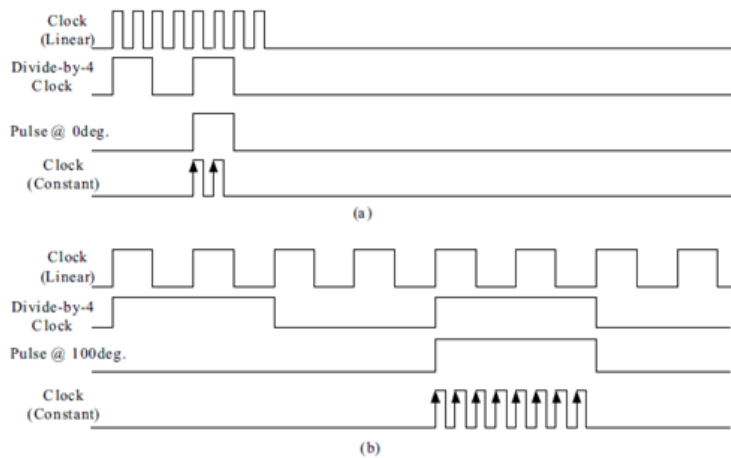 Clock
(Linear)
Divide-by-4
Clock
Pulse @ 0deg.
Clock
(Constant)
(a)
Clock
(Linear)
Divide-by-4
Clock
Pulse @ 100deg.
Clock
(Constant)
(b)